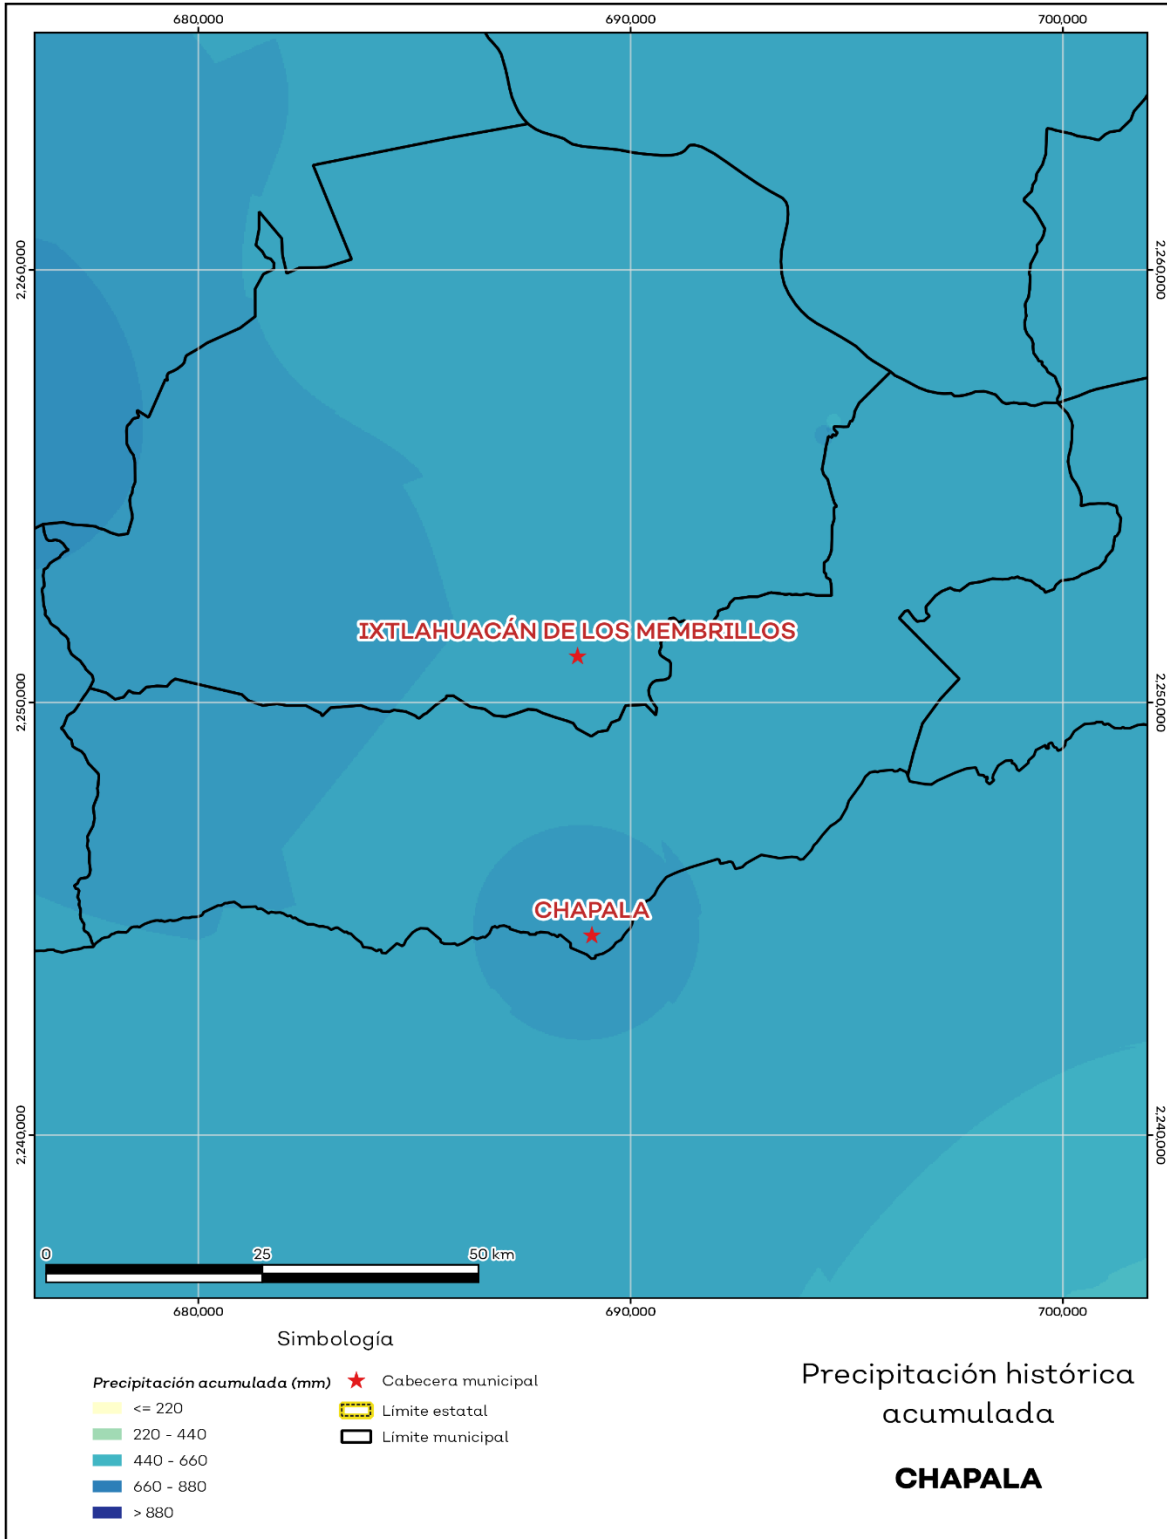 680,000
690,000
700,000
2,260,000
2,260,000
IXTLAHUACÁN DE LOS MEMBRILLOS
2,250,000
2,250,000
CHAPALA
2,240,000
2,240,000
0
25
50 km
680,000
690,000
700,000
Simbología
Precipitación acumulada (mm)
<= 220
220 - 440
440 - 660
660 - 880
> 880
Cabecera municipal
Límite estatal
Límite municipal
Precipitación histórica
acumulada
CHAPALA